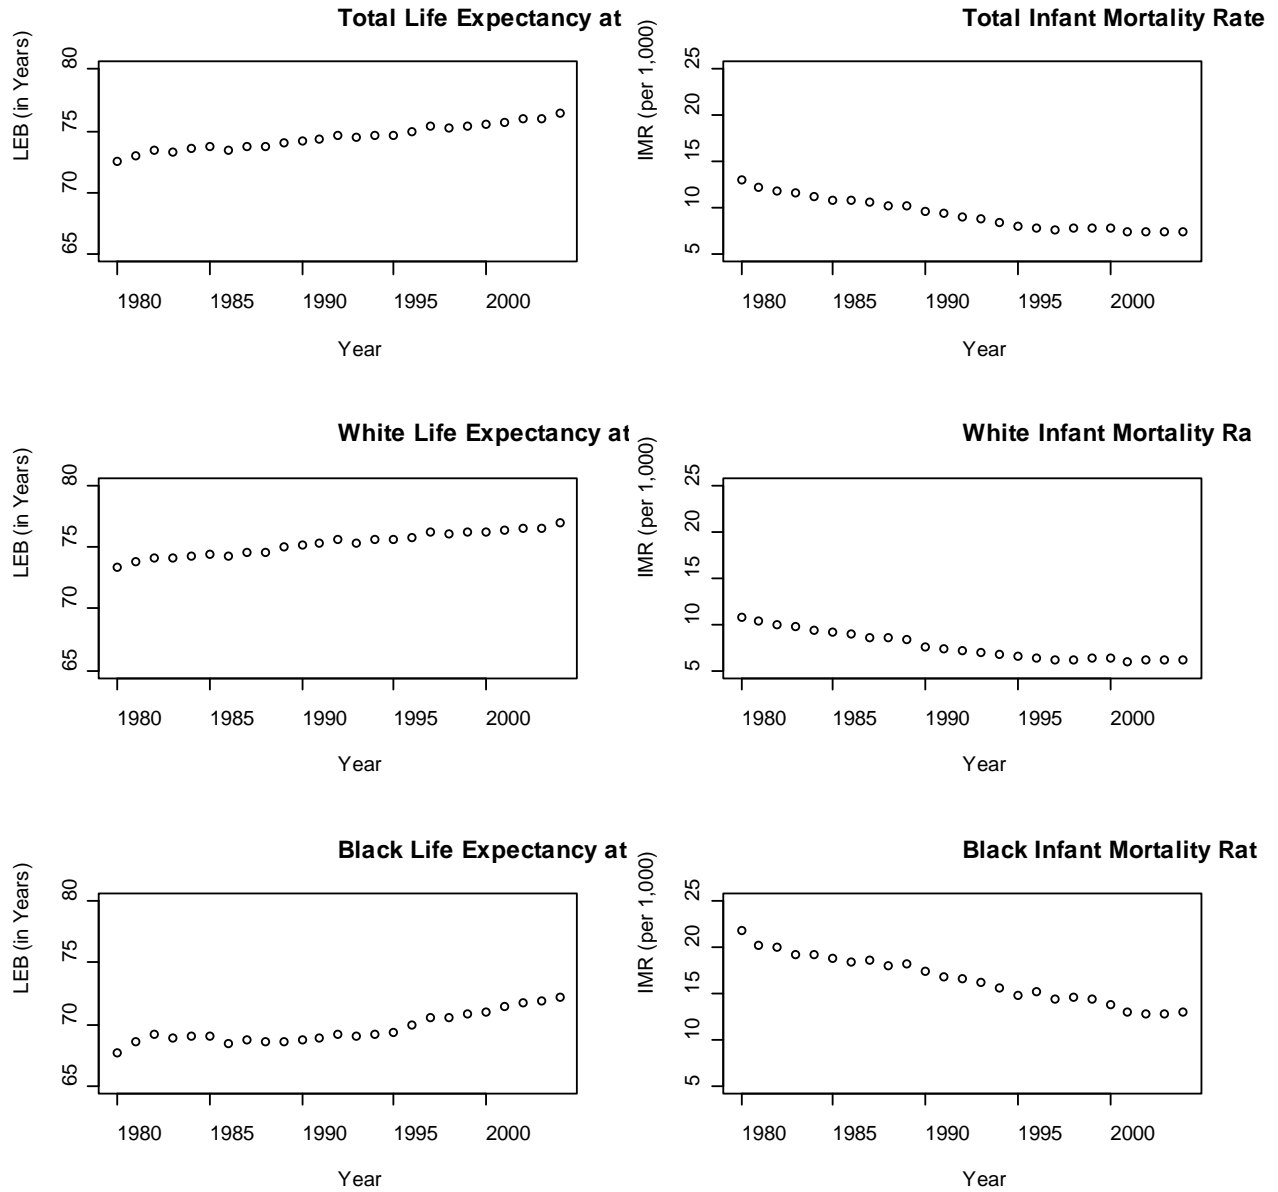 Total Life Expectancy at
LEB (in Years)
80
75
70
65
1980 1985 1990 1995 2000
Year
Total Infant Mortality Rate
IMR (per 1,000)
25
20
15
10
5
1980 1985 1990 1995 2000
Year
White Life Expectancy at
LEB (in Years)
80
75
70
65
1980 1985 1990 1995 2000
Year
White Infant Mortality Ra
IMR (per 1,000)
25
20
15
10
5
1980 1985 1990 1995 2000
Year
Black Life Expectancy at
LEB (in Years)
80
75
70
65
1980 1985 1990 1995 2000
Year
Black Infant Mortality Rat
IMR (per 1,000)
25
20
15
10
5
1980 1985 1990 1995 2000
Year